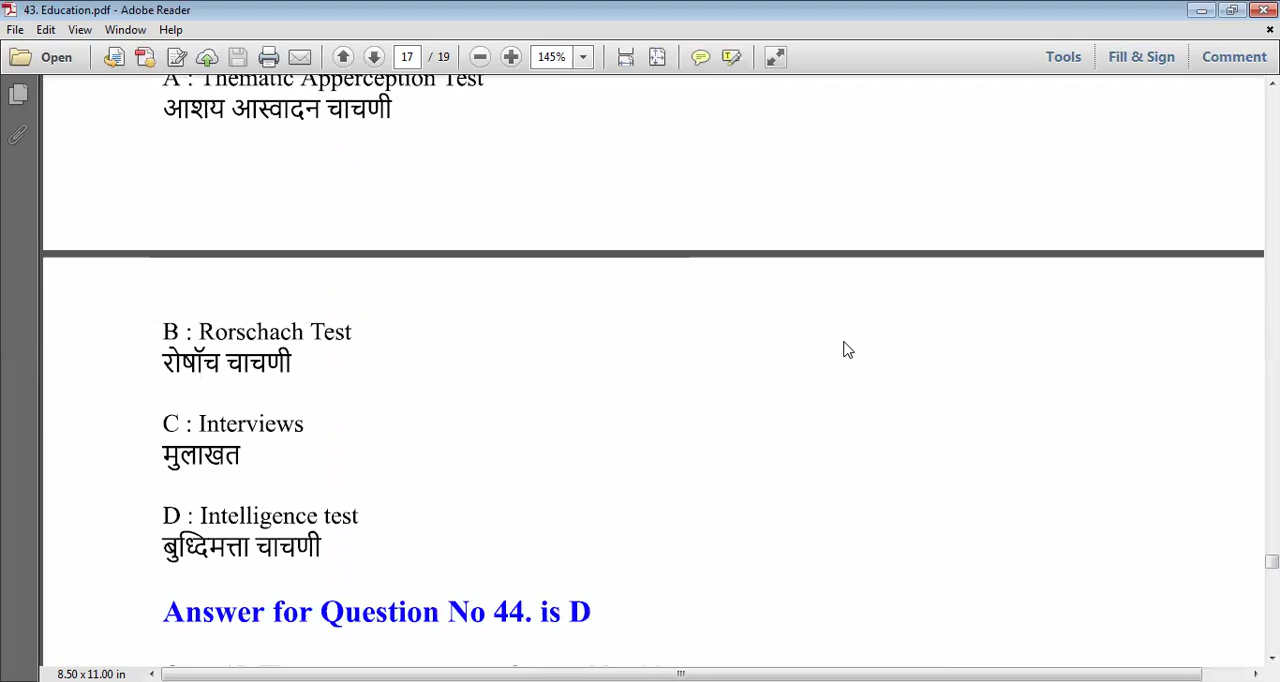 43. Education.pdf - Adobe Reader
File Edit View Window Help
Open 17 / 19 145% Tools Fill & Sign Comment
A : Thematic Apperception Test
आशय आस्वादन चाचणी
B : Rorschach Test
रोषॉच चाचणी
C : Interviews
मुलाखत
D : Intelligence test
बुध्दिमत्ता चाचणी
Answer for Question No 44. is D
8.50 x 11.00 in